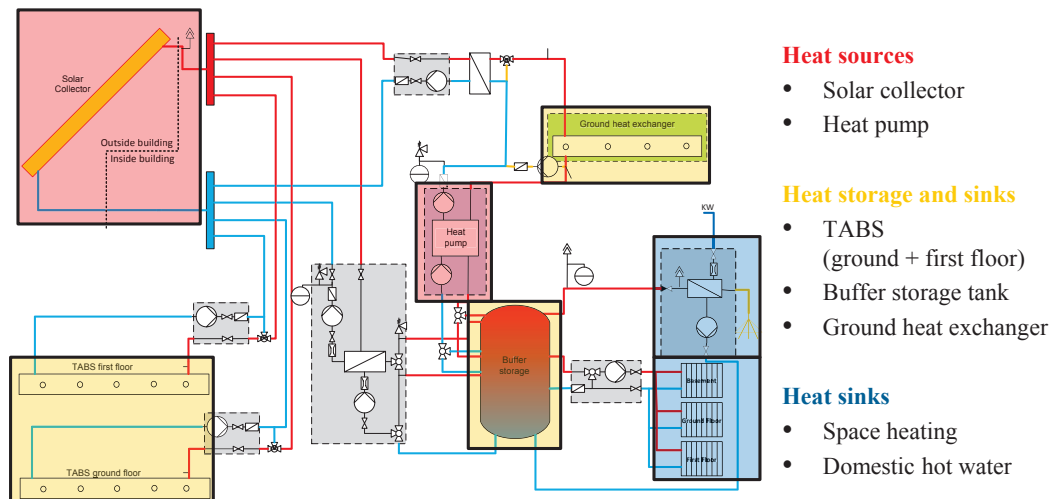 Solar
Collector
Outside building
Inside building
Ground heat exchanger
Heat
pump
KW
Buffer
storage
Basement
Ground Floor
First Floor
TABS first floor
TABS ground floor
Heat sources
• Solar collector
• Heat pump
Heat storage and sinks
• TABS
(ground + first floor)
• Buffer storage tank
• Ground heat exchanger
Heat sinks
• Space heating
• Domestic hot water